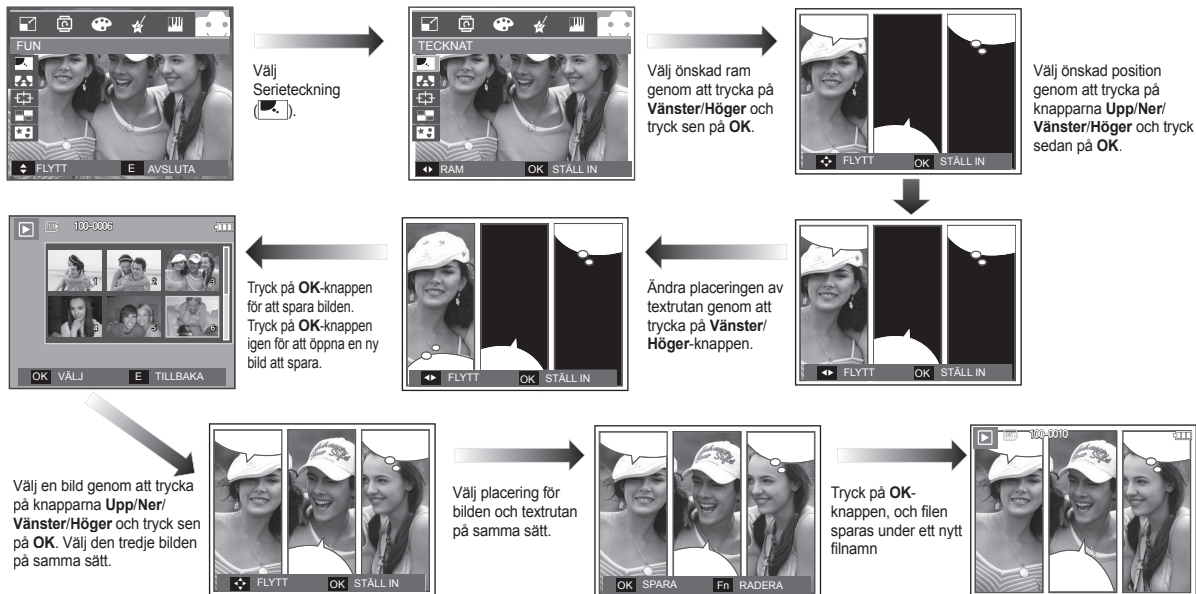 FUN
FLYTT E AVSLUTA
Välj
Serieteckning
( ).
TECKNAT
RAM OK STÄLL IN
Välj önskad ram
genom att trycka på
Vänster/Höger och
tryck sen på OK.
FLYTT OK STÄLL IN
Välj önskad position
genom att trycka på
knapparna Upp/Ner/
Vänster/Höger och tryck
sedan på OK.
FLYTT OK STÄLL IN
Ändra placeringen av
textrutan genom att
trycka på Vänster/
Höger-knappen.
FLYTT OK STÄLL IN
Tryck på OK-knappen
för att spara bilden.
Tryck på OK-knappen
igen för att öppna en ny
bild att spara.
100-0006
1 2 3
4 5 6
OK VÄLJ E TILLBAKA
Välj en bild genom att trycka
på knapparna Upp/Ner/
Vänster/Höger och tryck sen
på OK. Välj den tredje bilden
på samma sätt.
FLYTT OK STÄLL IN
Välj placering för
bilden och textrutan
på samma sätt.
OK SPARA Fn RADERA
Tryck på OK-
knappen, och filen
sparas under ett nytt
filnamn
100-0010